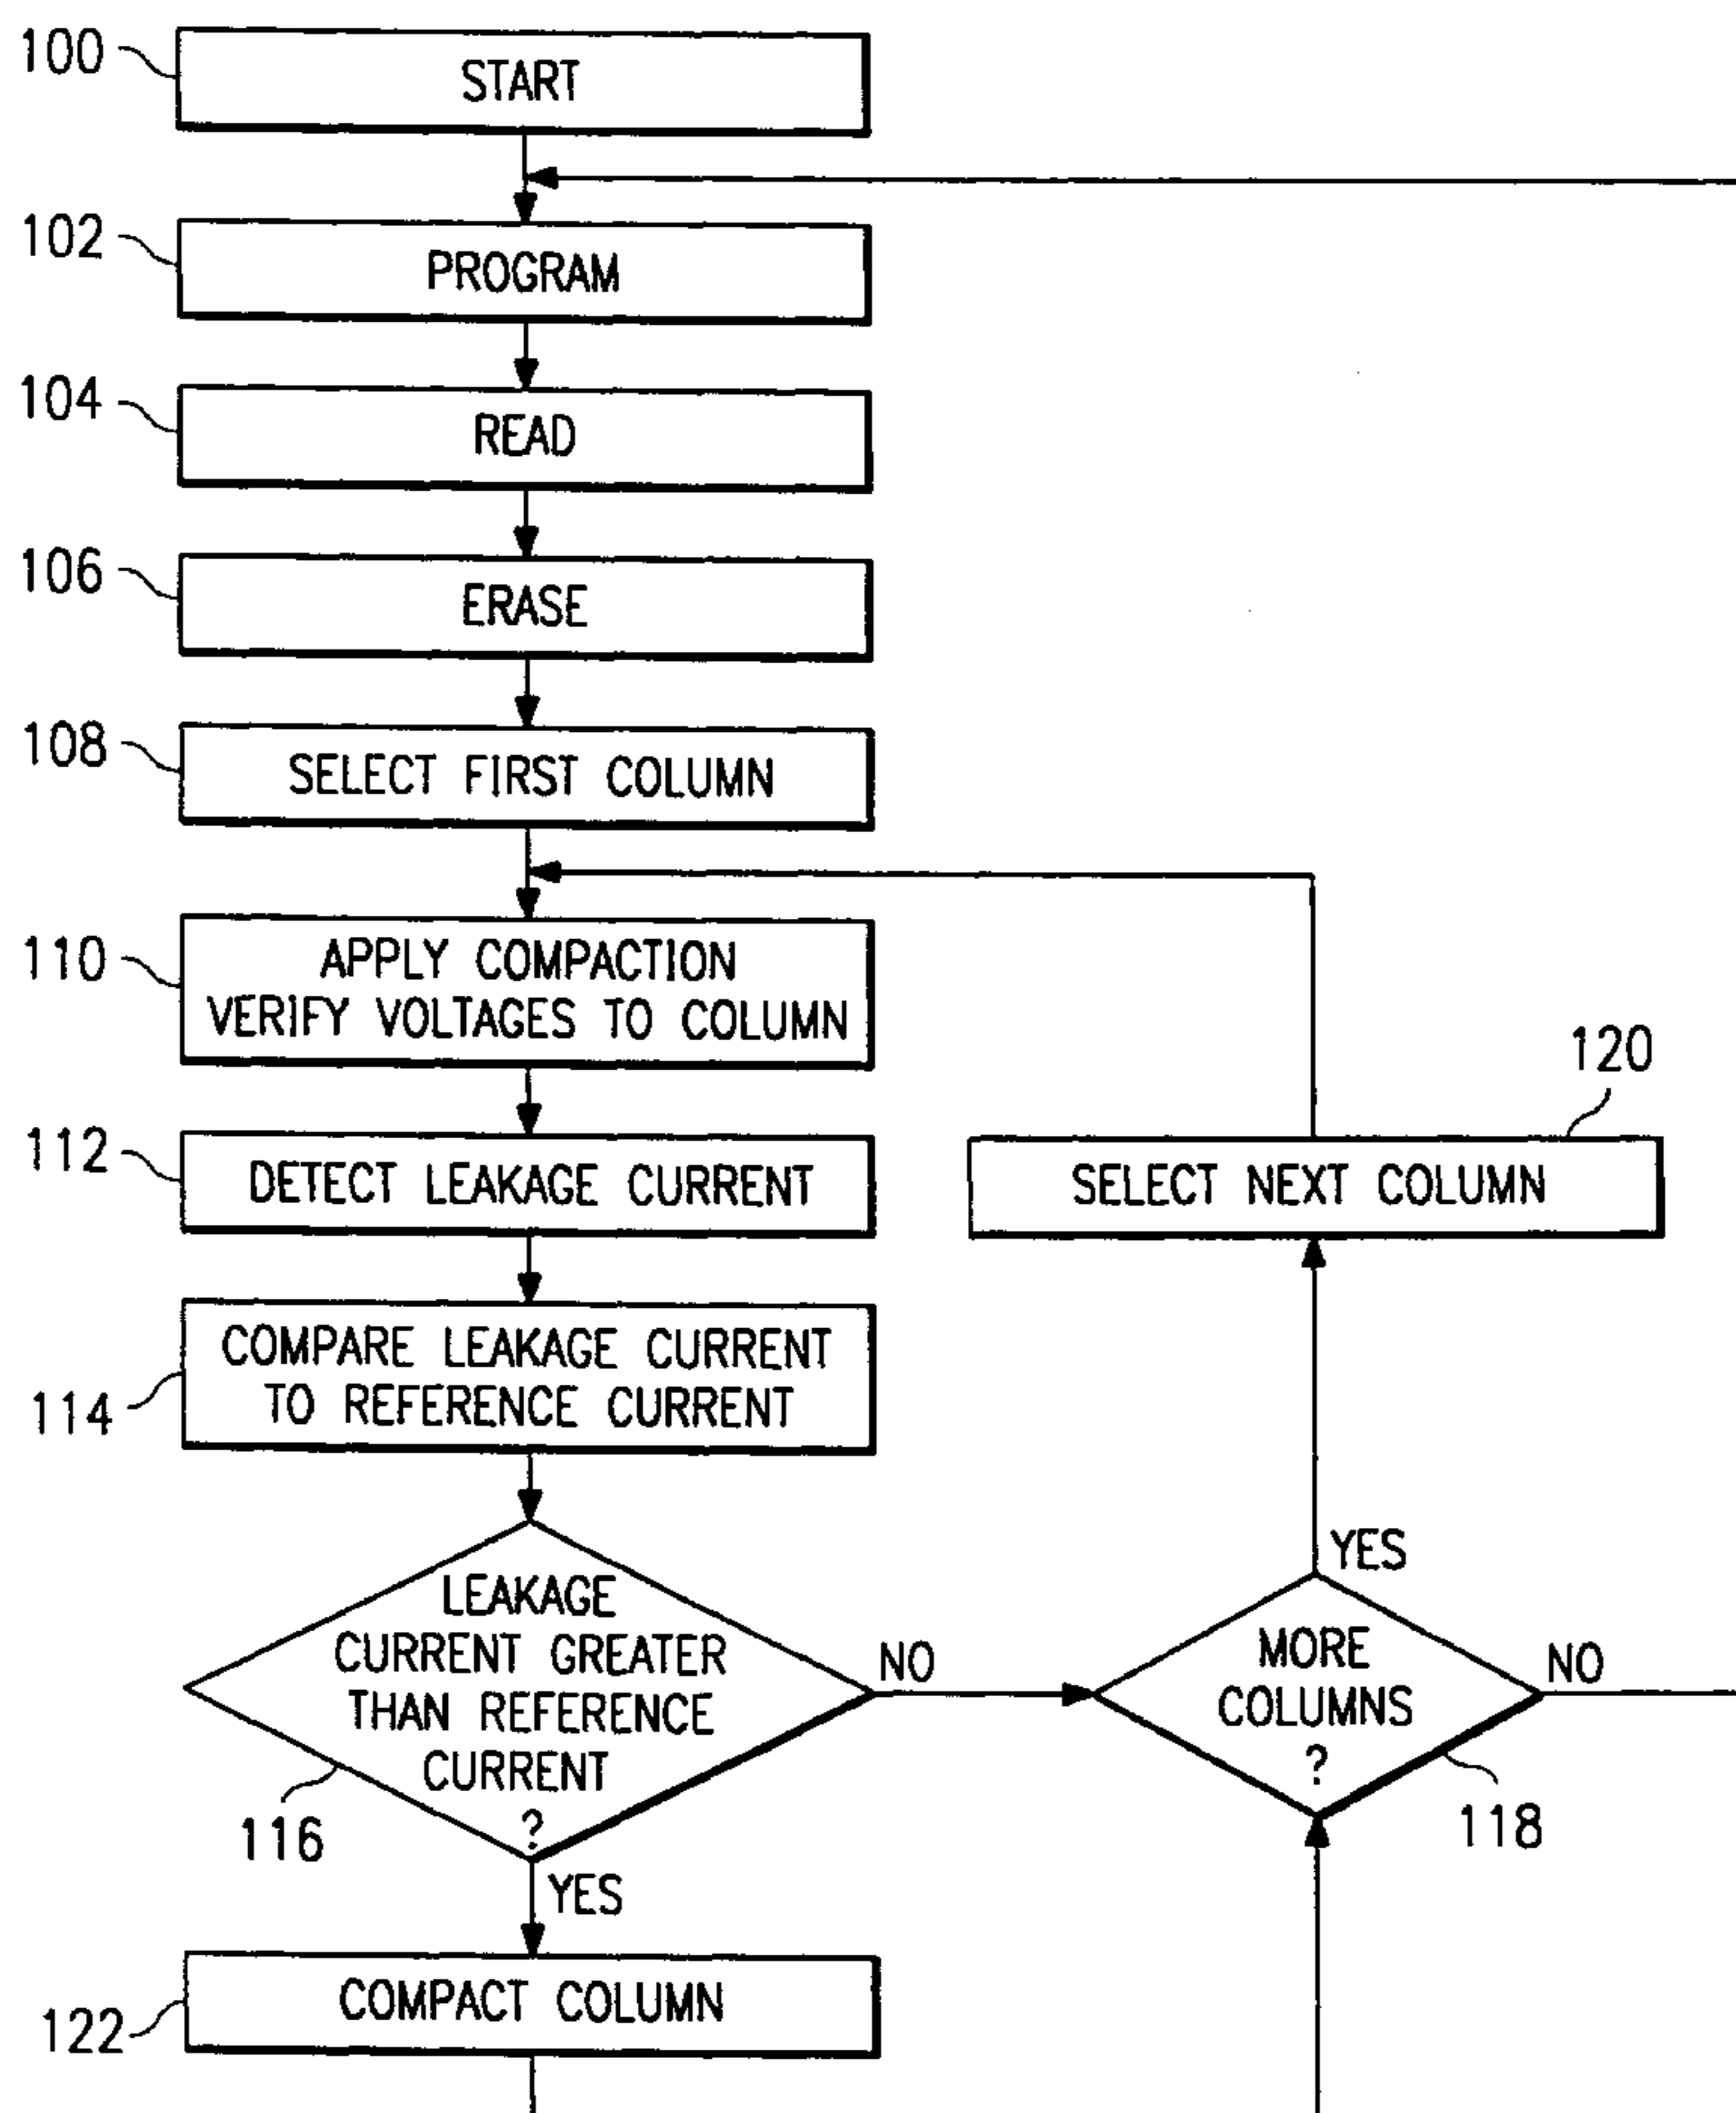 100
START
102
PROGRAM
104
READ
106
ERASE
108
SELECT FIRST COLUMN
110
APPLY COMPACTION
VERIFY VOLTAGES TO COLUMN
120
112
DETECT LEAKAGE CURRENT
SELECT NEXT COLUMN
COMPARE LEAKAGE CURRENT
TO REFERENCE CURRENT
114
YES
LEAKAGE
CURRENT GREATER
THAN REFERENCE
CURRENT
?
NO
MORE
COLUMNS
?
NO
116
118
YES
COMPACT COLUMN
122